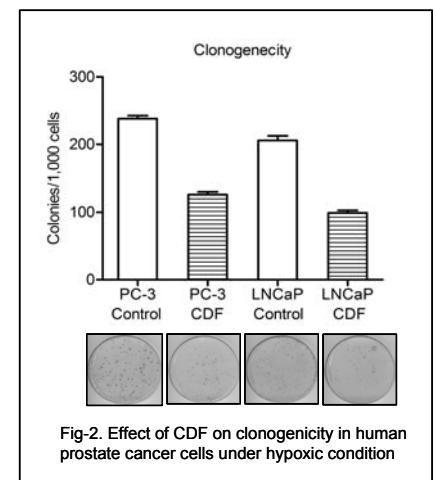 Clonogenecity
Colonies/1,000 cells
300
200
100
0
PC-3 PC-3 LNCaP LNCaP
Control CDF Control CDF
Fig-2. Effect of CDF on clonogenicity in human
prostate cancer cells under hypoxic condition